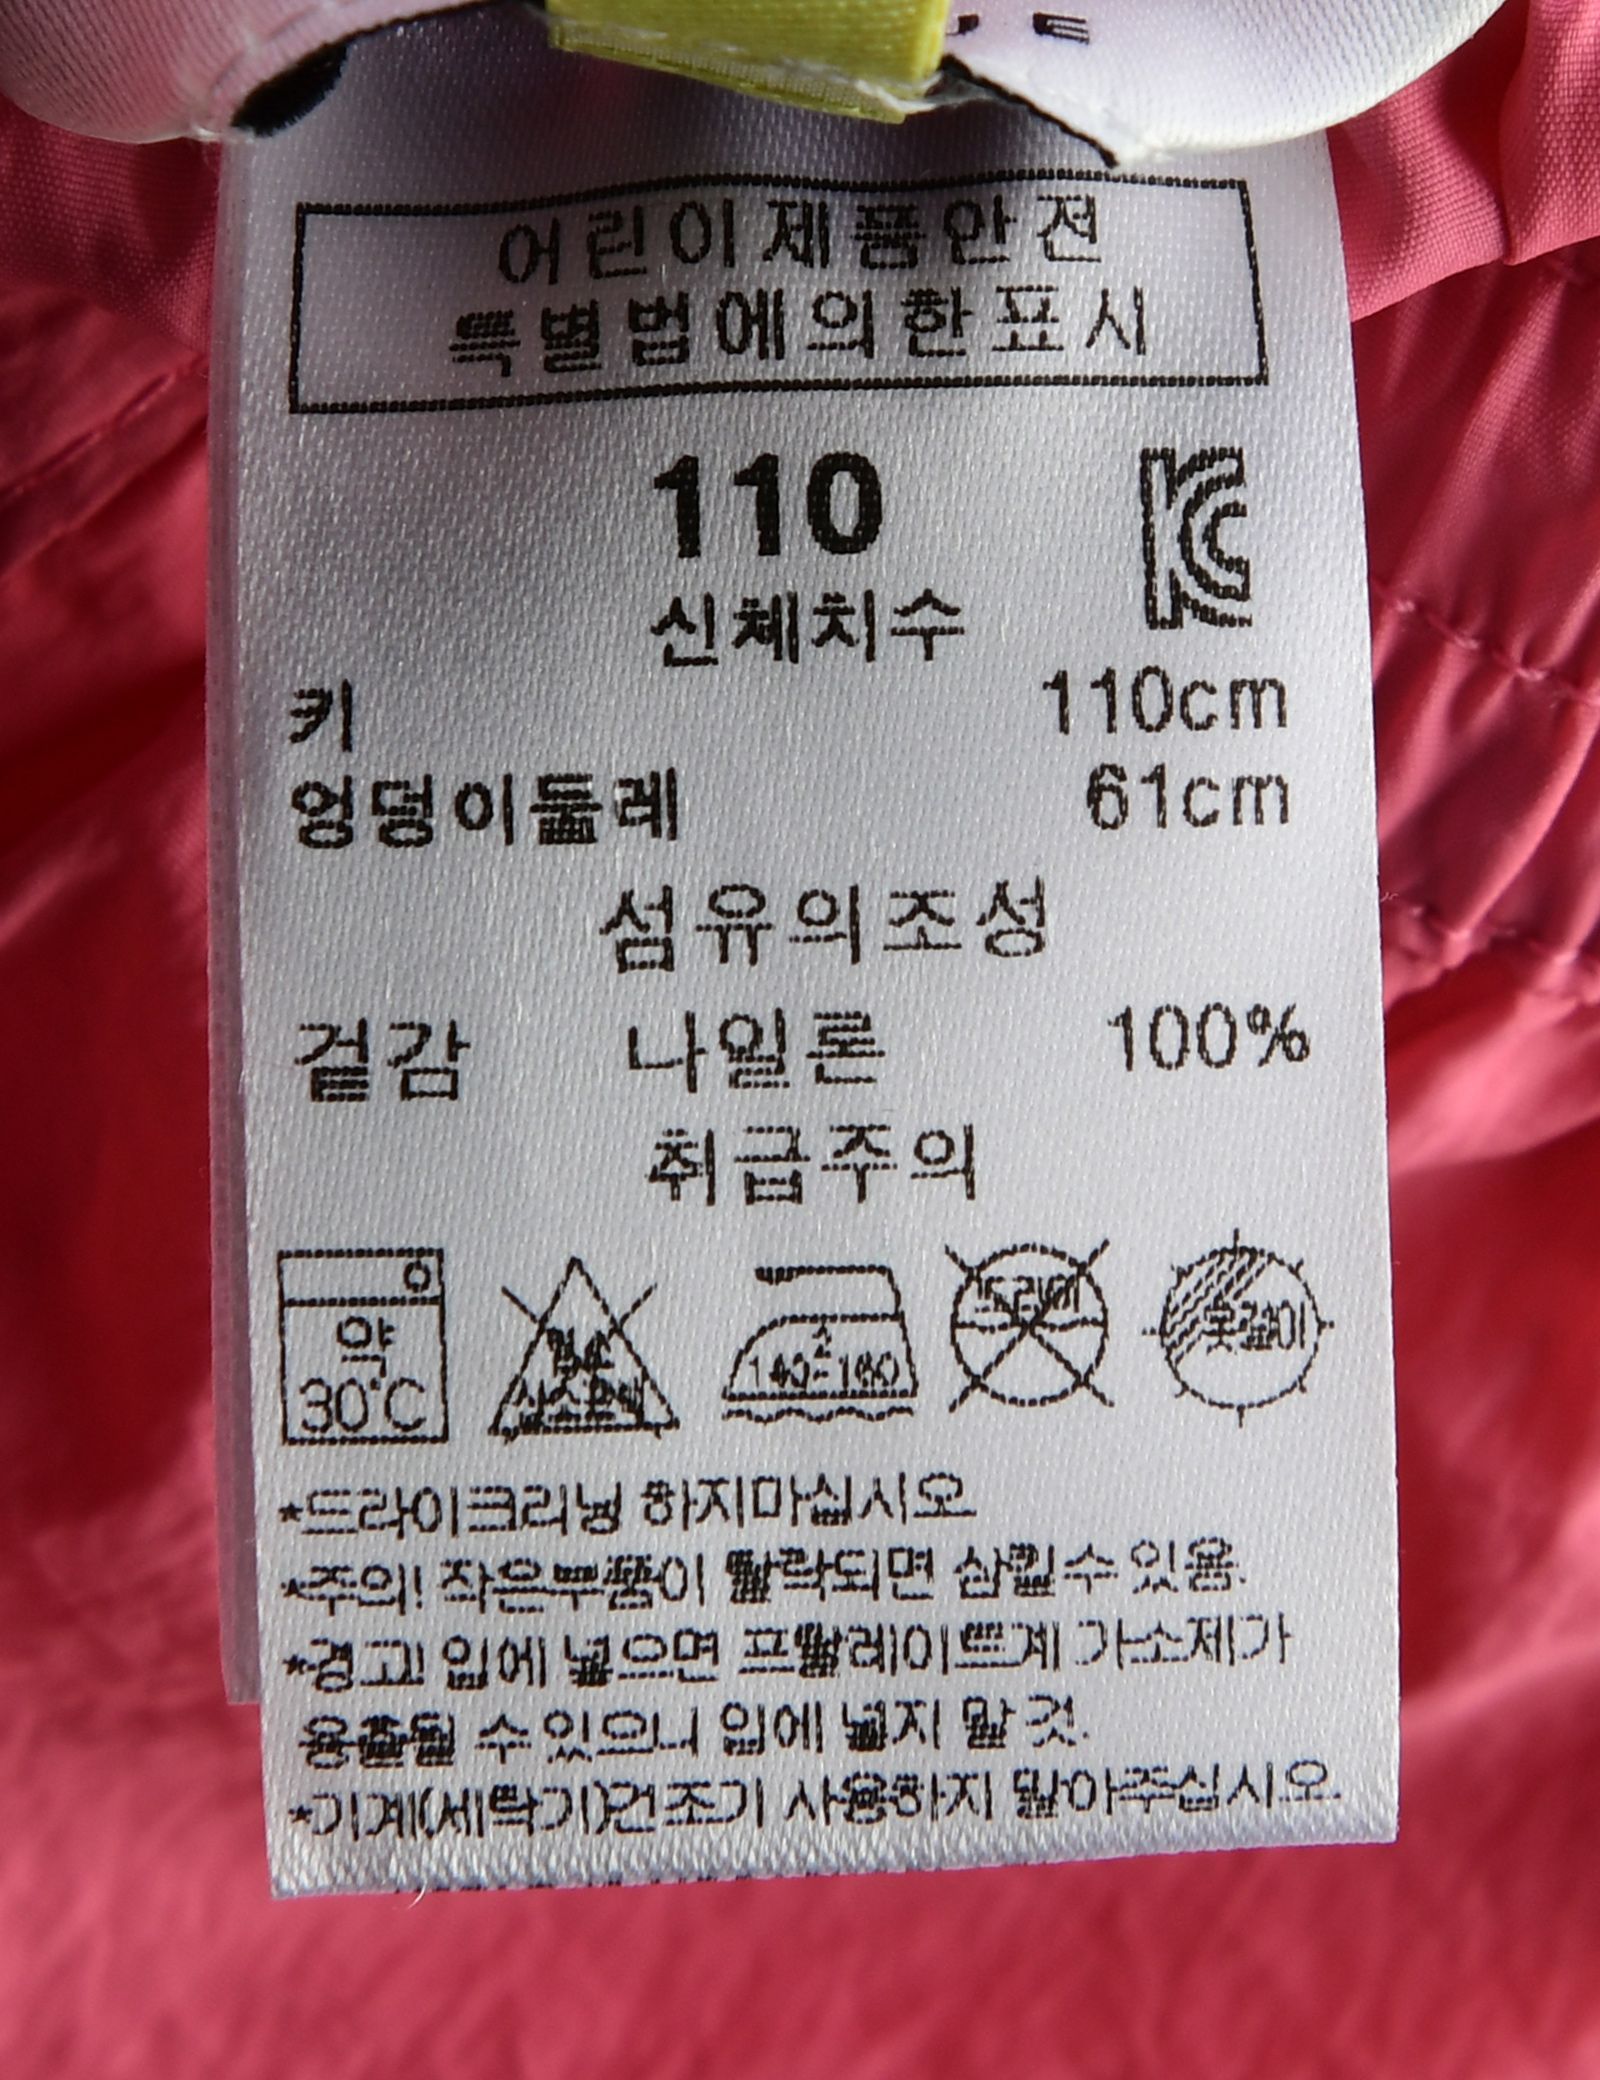 어린이제품안전
특별법에의한표시
110
신체치수
키 110cm
엉덩이둘레 61cm
섬유의조성
겉감 나일론 100%
취급주의
약
30℃
140~160
드라이
옷걸이
*드라이크리닝 하지마십시오
*주의! 작은부품이 탈락되면 삼킬수 있음.
*경고! 입에 넣으면 프탈레이트계 가소제가
용출될 수 있으니 입에 넣지 말 것.
*기계(세탁기)건조기 사용하지 말아주십시오.